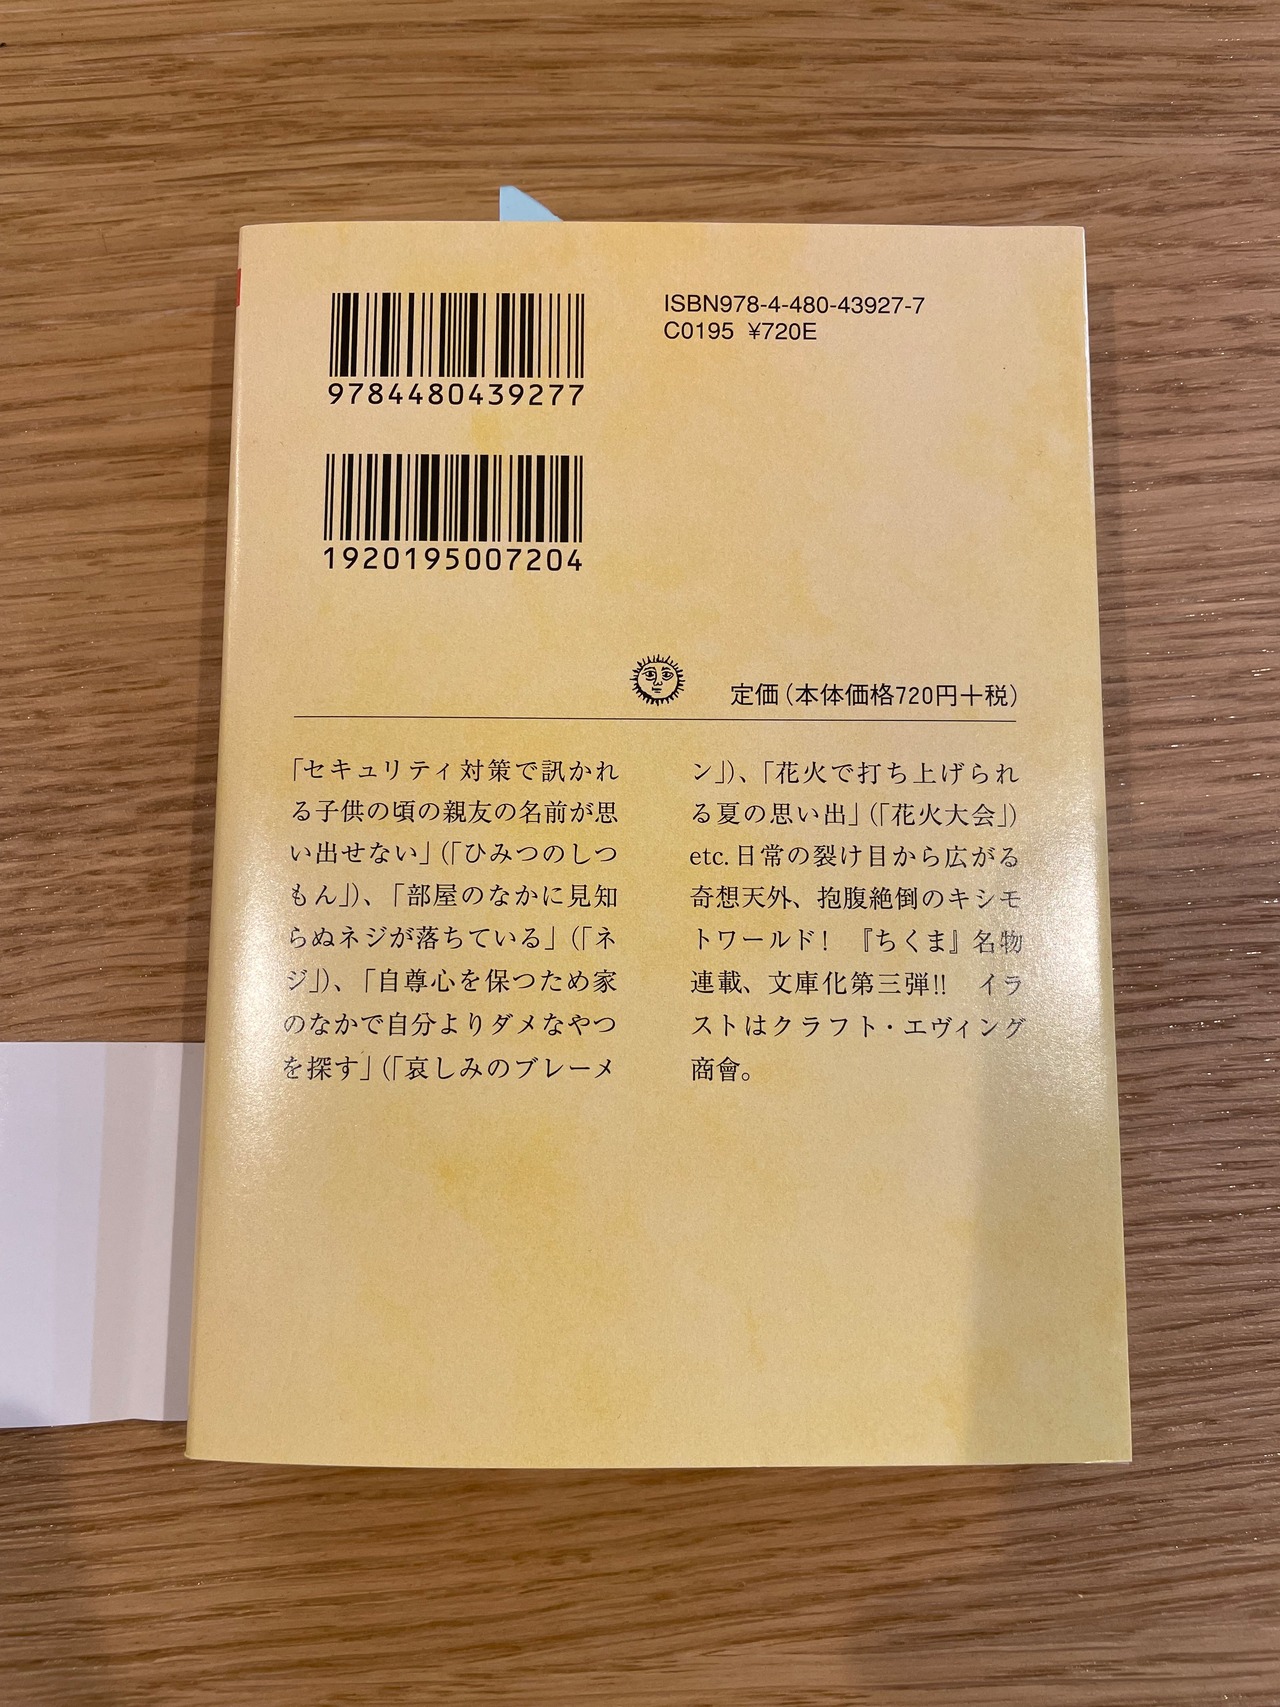 9784480439277
1920195007204
ISBN978-4-480-43927-7
C0195 ¥720E
定価(本体価格720円+税)
「セキュリティ対策で訊かれ
る子供の頃の親友の名前が思
い出せない」(「ひみつのしつ
もん」)、「部屋のなかに見知
らぬネジが落ちている」(「ネ
ジ」)、「自尊心を保つため家
のなかで自分よりダメなやつ
を探す」(「哀しみのブレーメ
ン」)、「花火で打ち上げられ
る夏の思い出」(「花火大会」)
etc. 日常の裂け目から広がる
奇想天外、抱腹絶倒のキシモ
トワールド! 『ちくま』名物
連載、文庫化第三弾!! イラ
ストはクラフト・エヴィング
商會。